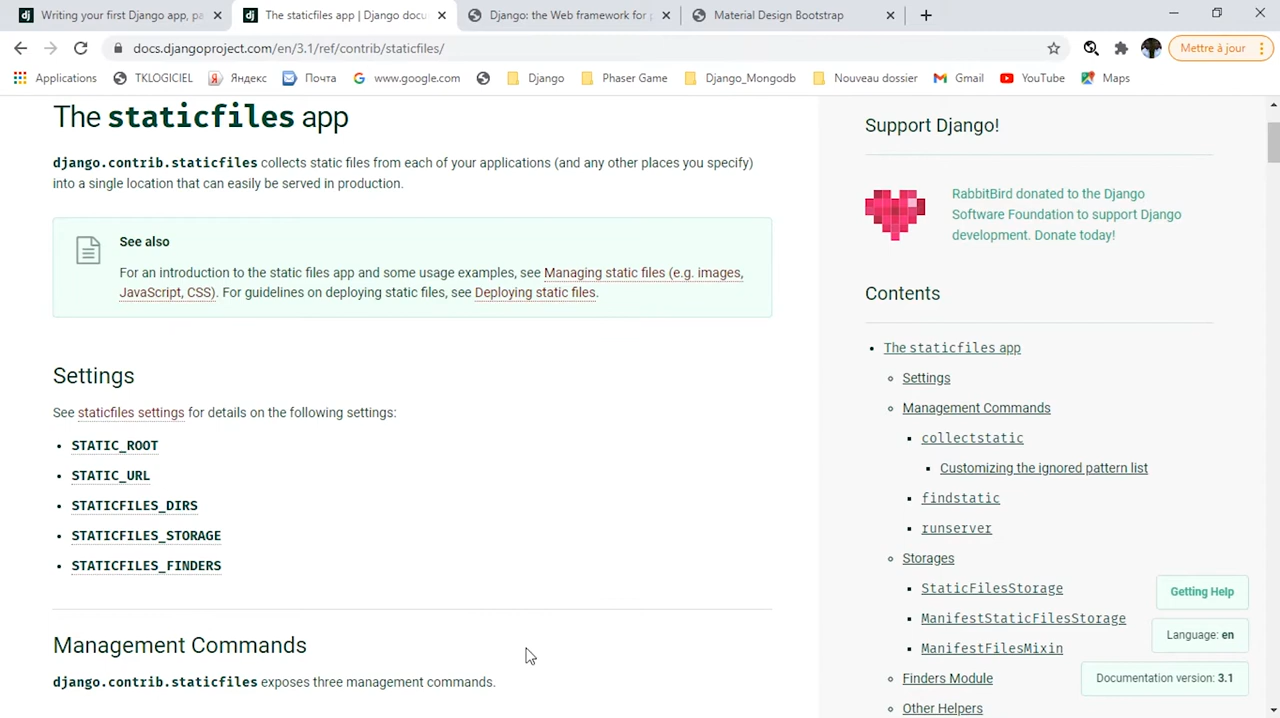 Writing your first Django app, pa
The staticfiles app | Django docu
Django: the Web framework for p
Material Design Bootstrap
docs.djangoproject.com/en/3.1/ref/contrib/staticfiles/
Mettre à jour
Applications
TKLOGICIEL
Яндекс
Почта
www.google.com
Django
Phaser Game
Django_Mongodb
Nouveau dossier
Gmail
YouTube
Maps
The staticfiles app
django.contrib.staticfiles collects static files from each of your applications (and any other places you specify)
into a single location that can easily be served in production.
See also
For an introduction to the static files app and some usage examples, see Managing static files (e.g. images,
JavaScript, CSS). For guidelines on deploying static files, see Deploying static files.
Settings
See staticfiles settings for details on the following settings:
• STATIC_ROOT
• STATIC_URL
• STATICFILES_DIRS
• STATICFILES_STORAGE
• STATICFILES_FINDERS
Management Commands
django.contrib.staticfiles exposes three management commands.
Support Django!
RabbitBird donated to the Django
Software Foundation to support Django
development. Donate today!
Contents
• The staticfiles app
Settings
Management Commands
collectstatic
Customizing the ignored pattern list
findstatic
runserver
Storages
StaticFilesStorage
ManifestStaticFilesStorage
ManifestFilesMixin
Finders Module
Other Helpers
Getting Help
Language: en
Documentation version: 3.1